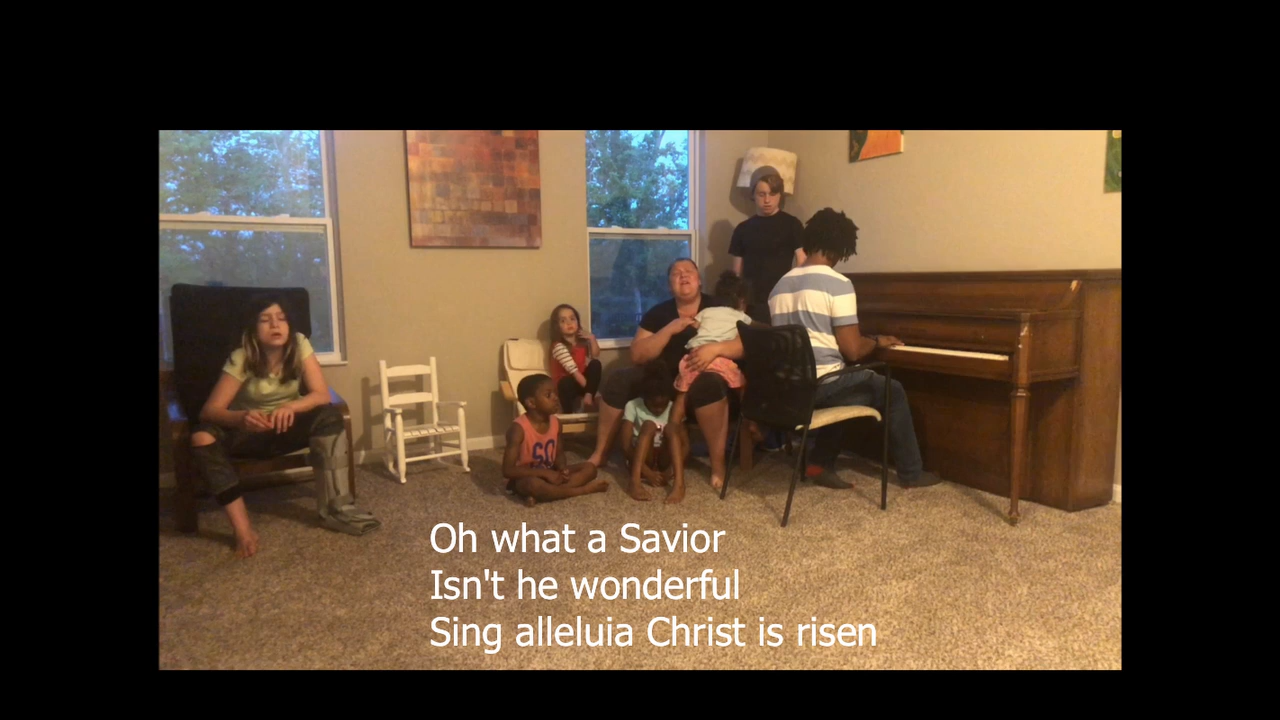 Oh what a Savior
Isn't he wonderful
Sing alleluia Christ is risen